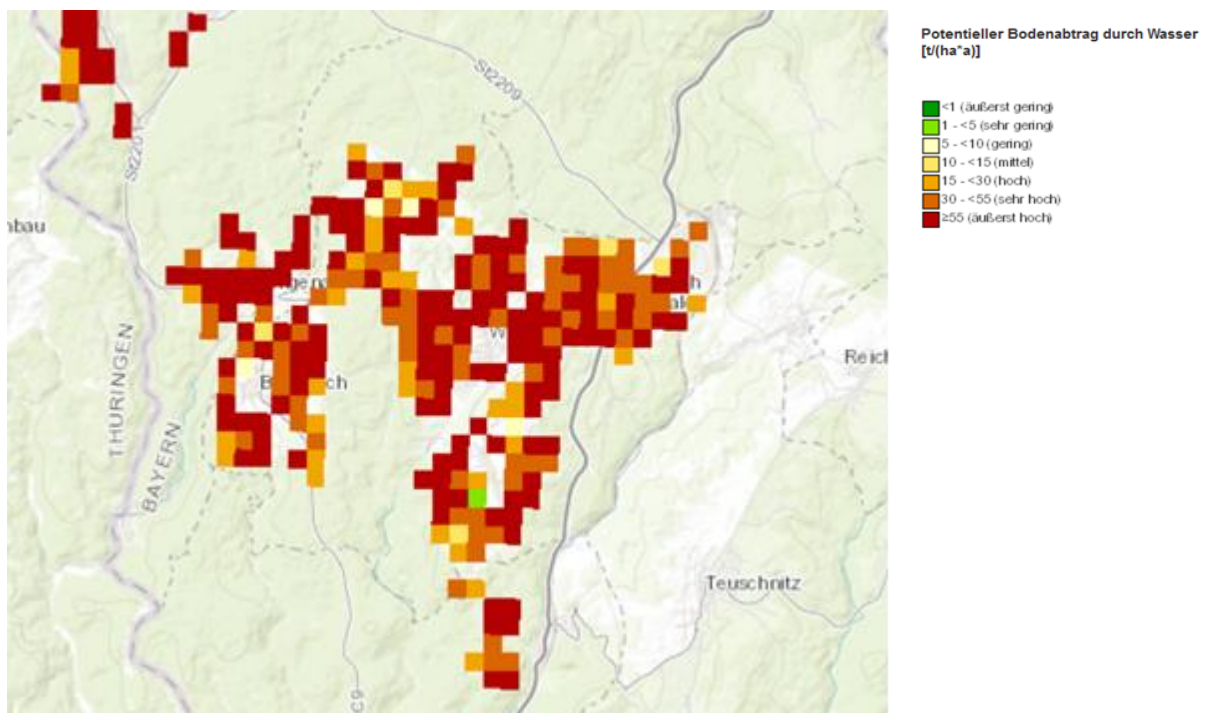 Potentieller Bodenabtrag durch Wasser
[t/(ha*a)]
<1 (äußerst gering)
1 - <5 (sehr gering)
5 - <10 (gering)
10 - <15 (mittel)
15 - <30 (hoch)
30 - <55 (sehr hoch)
≥55 (äußerst hoch)
St2209
St2201
nbau
THÜRINGEN
BAYERN
Reich
Teuschnitz